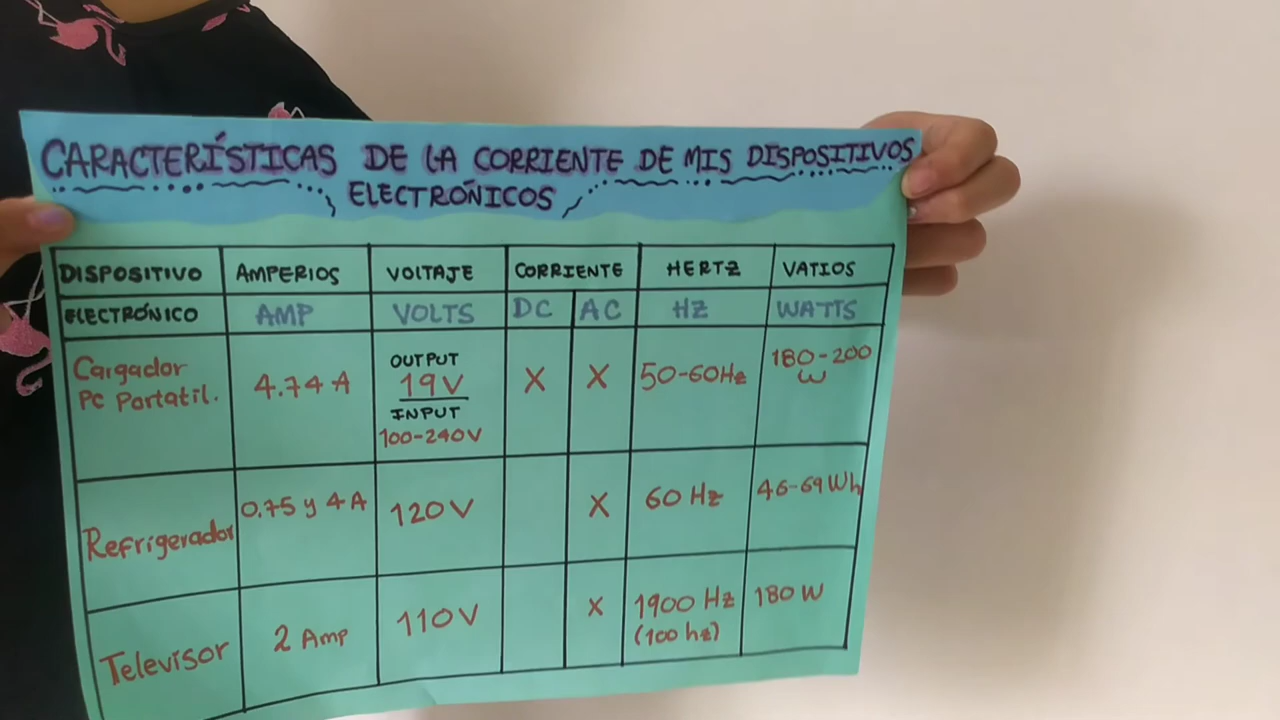 CARACTERÍSTICAS DE LA CORRIENTE DE MIS DISPOSITIVOS
ELECTRÓNICOS
DISPOSITIVO AMPERIOS VOLTAJE CORRIENTE HERTZ VATIOS
ELECTRÓNICO AMP VOLTS DC AC HZ WATTS
Cargador
PC Portatil.
4.74 A
OUTPUT
19V
INPUT
100-240V
X X
50-60Hz
180-200
W
Refrigerador
0.75 y 4 A
120V
X
60 Hz
46-69 Wh
Televisor
2 Amp
110V
X
1900 Hz
(100 hz)
180 W